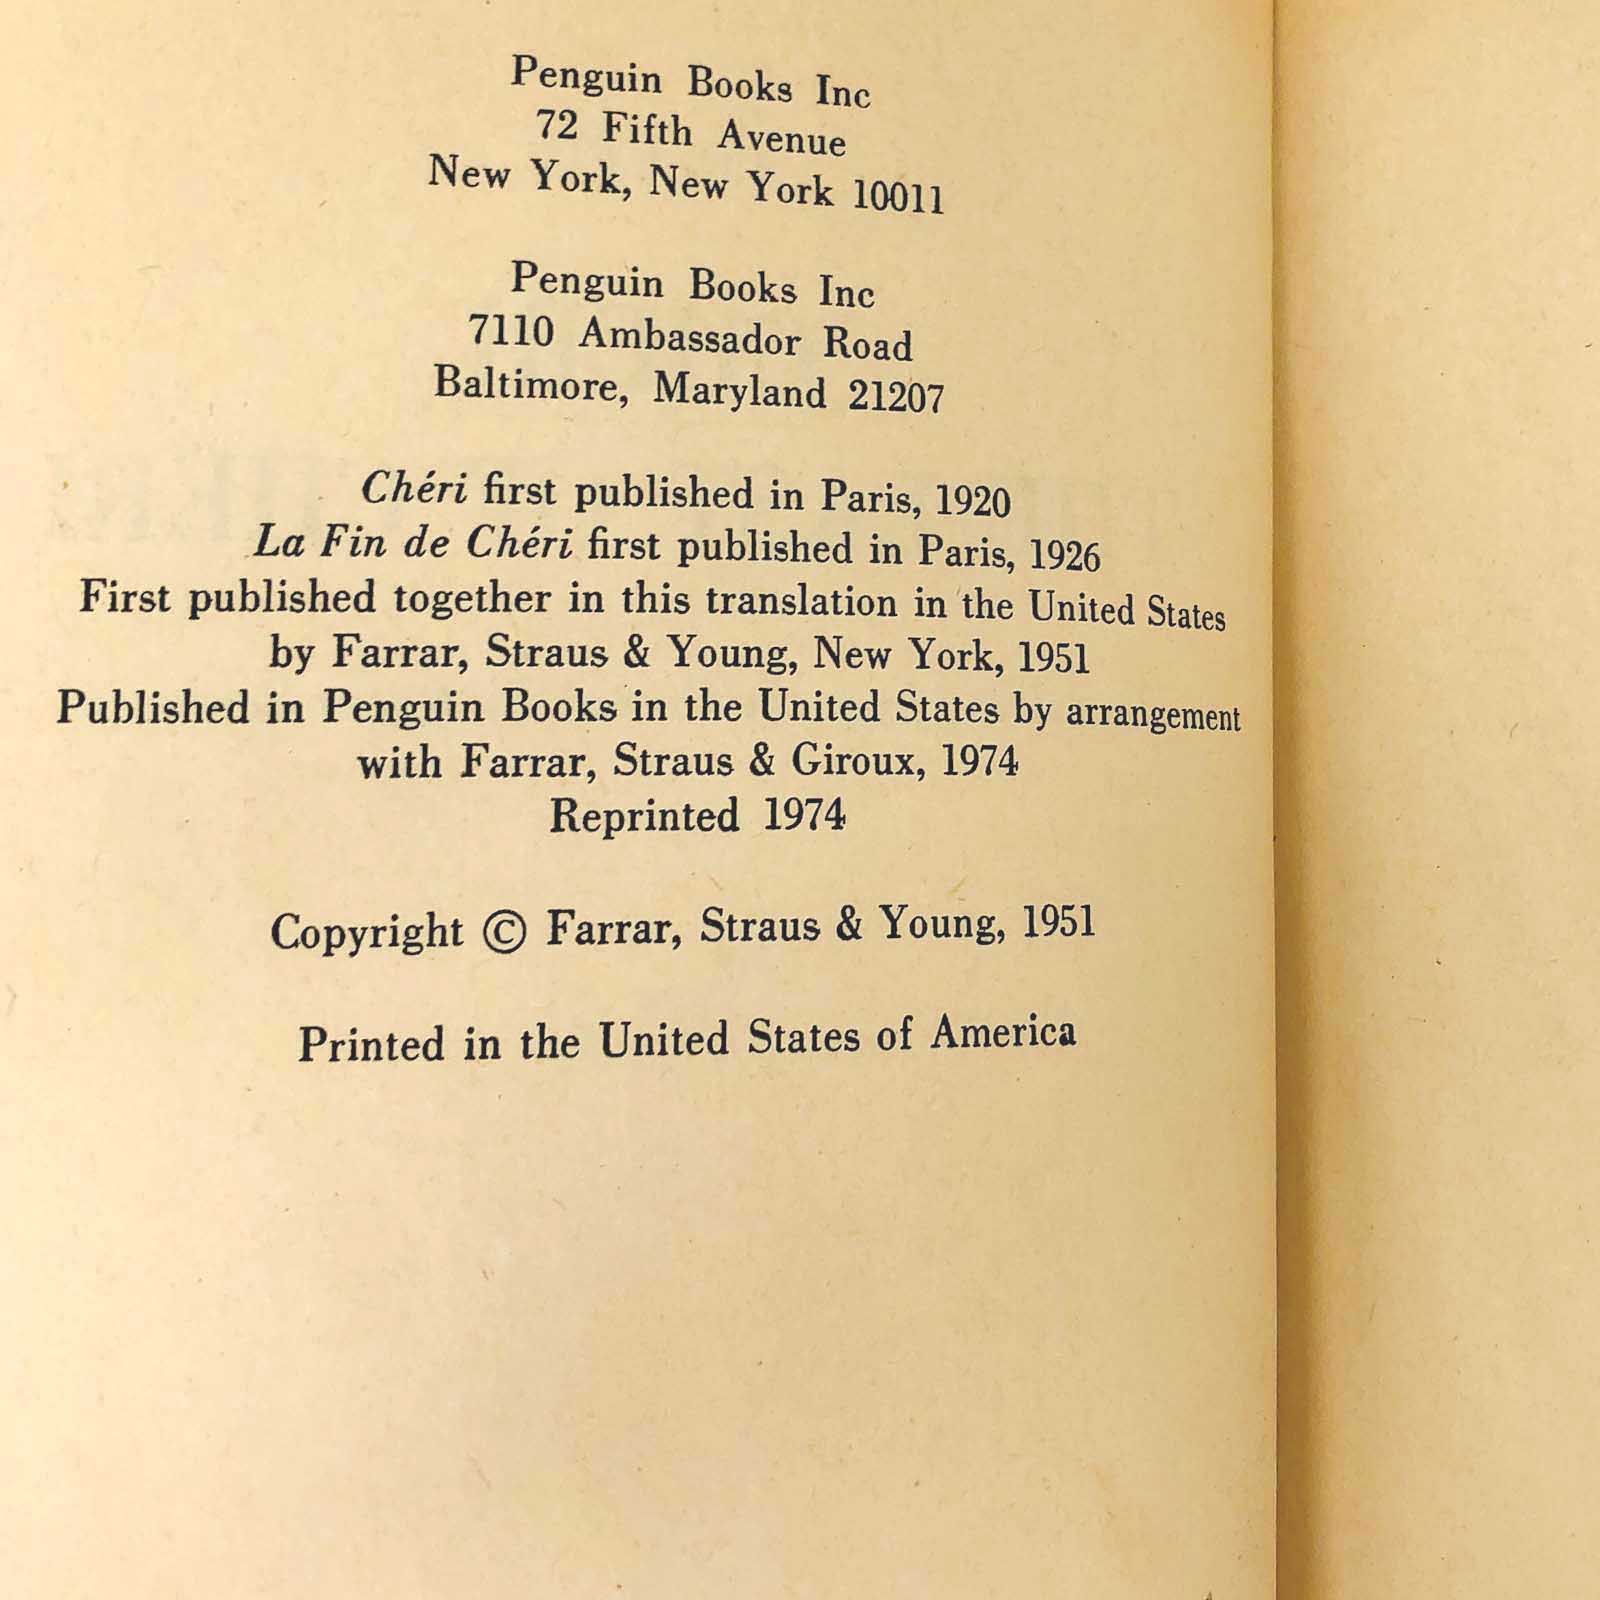 Penguin Books Inc
72 Fifth Avenue
New York, New York 10011
Penguin Books Inc
7110 Ambassador Road
Baltimore, Maryland 21207
Chéri first published in Paris, 1920
La Fin de Chéri first published in Paris, 1926
First published together in this translation in the United States
by Farrar, Straus & Young, New York, 1951
Published in Penguin Books in the United States by arrangement
with Farrar, Straus & Giroux, 1974
Reprinted 1974
Copyright © Farrar, Straus & Young, 1951
Printed in the United States of America